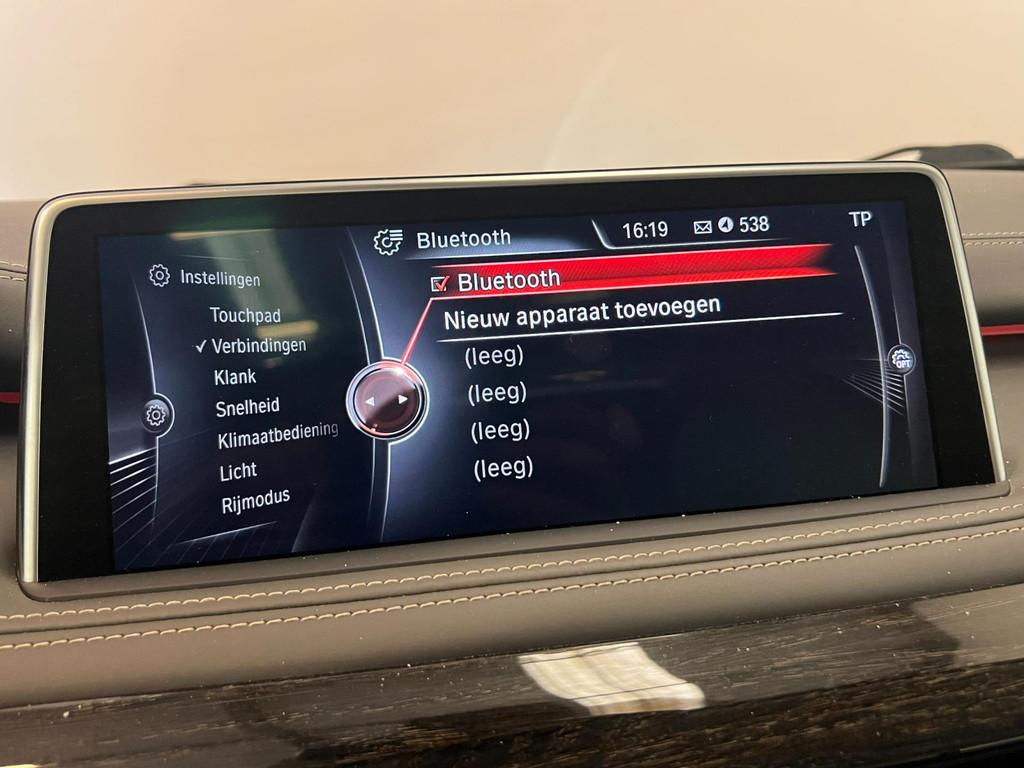 Bluetooth
16:19
538
TP
Instellingen
Touchpad
✓ Verbindingen
Klank
Snelheid
Klimaatbediening
Licht
Rijmodus
Bluetooth
Nieuw apparaat toevoegen
(leeg)
(leeg)
(leeg)
(leeg)
OPT